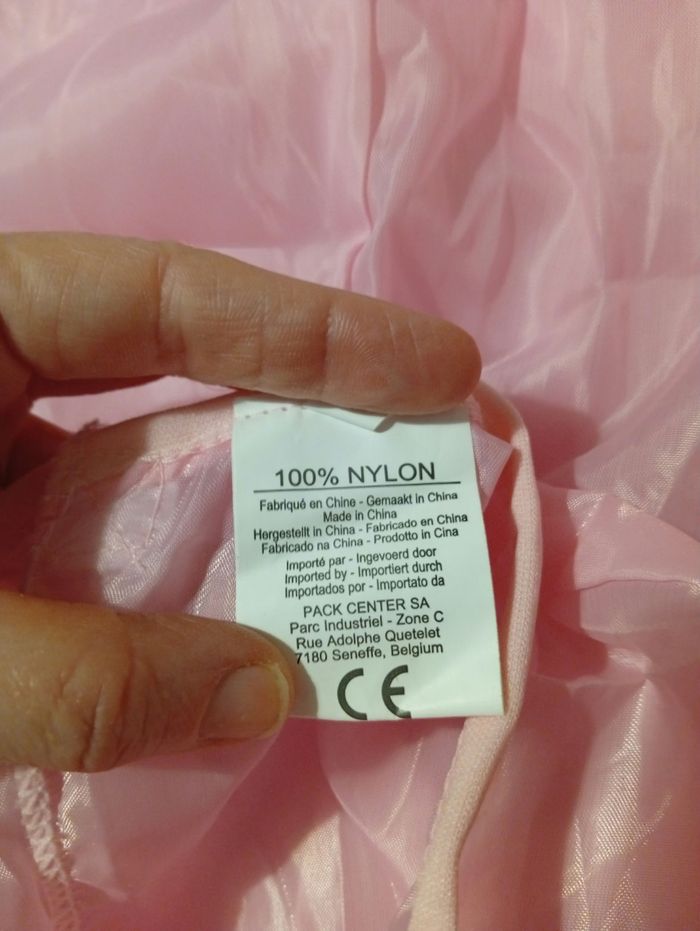 100% NYLON
Fabriqué en Chine - Gemaakt in China
Made in China
Hergestellt in China - Fabricado en China
Fabricado na China - Prodotto in Cina
Importé par - Ingevoerd door
Imported by - Importiert durch
Importados por - Importato da
PACK CENTER SA
Parc Industriel - Zone C
Rue Adolphe Quetelet
7180 Seneffe, Belgium
CE